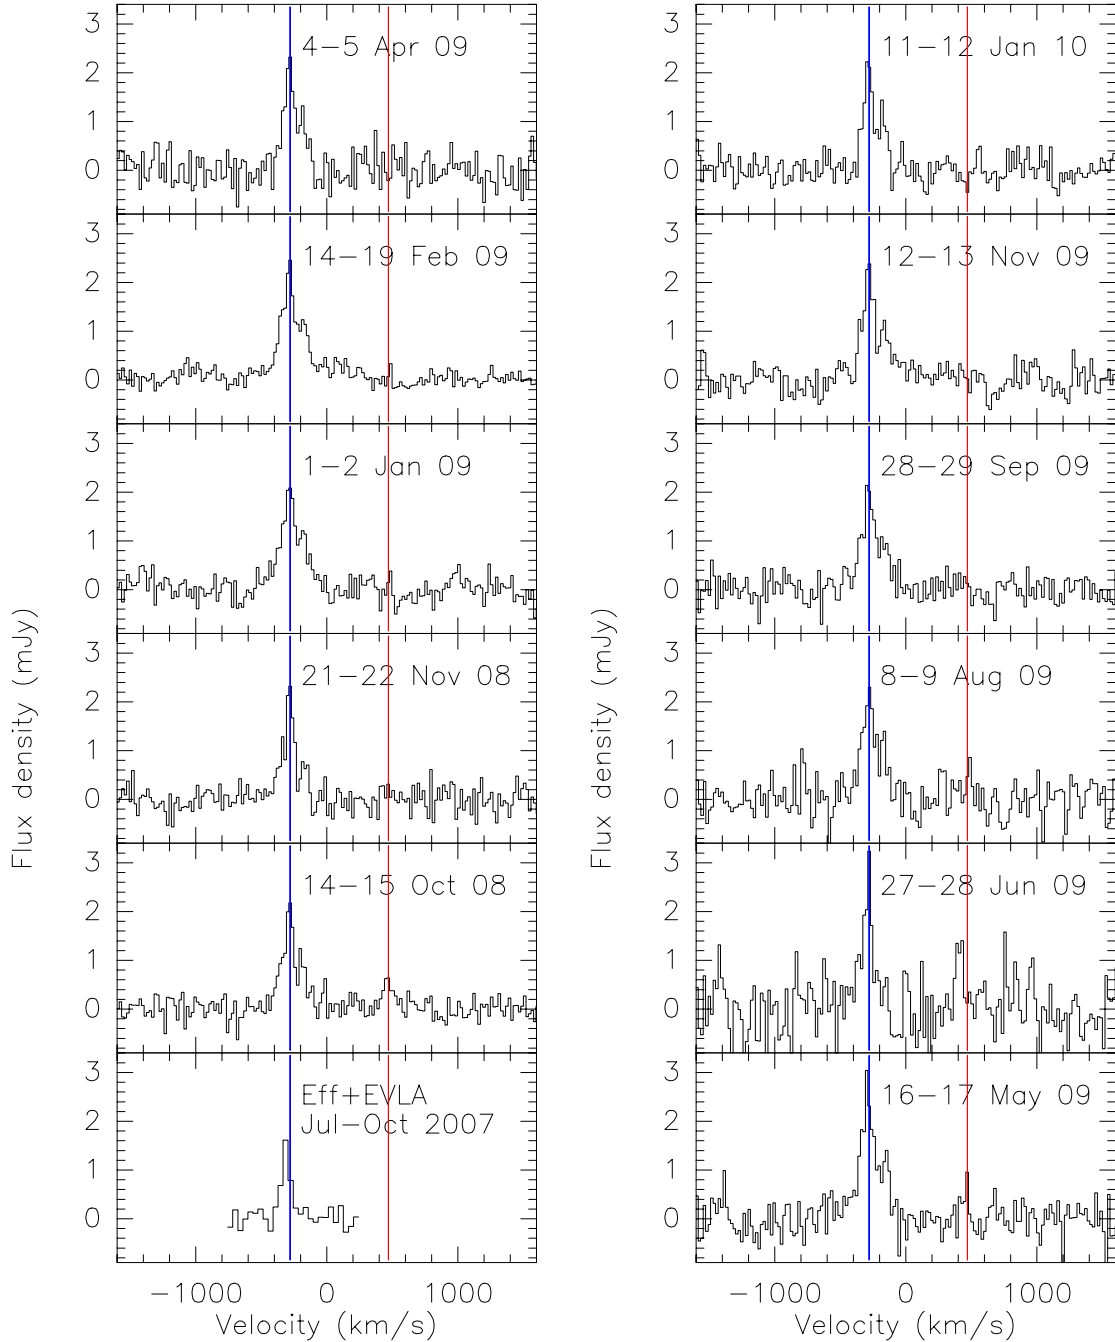 3
2
1
0
4-5 Apr 09
3
2
1
0
14-19 Feb 09
3
2
1
0
1-2 Jan 09
3
2
1
0
21-22 Nov 08
3
2
1
0
14-15 Oct 08
3
2
1
0
Eff+EVLA
Jul-Oct 2007
Flux density (mJy)
-1000 0 1000
Velocity (km/s)
3
2
1
0
11-12 Jan 10
3
2
1
0
12-13 Nov 09
3
2
1
0
28-29 Sep 09
3
2
1
0
8-9 Aug 09
3
2
1
0
27-28 Jun 09
3
2
1
0
16-17 May 09
Flux density (mJy)
-1000 0 1000
Velocity (km/s)